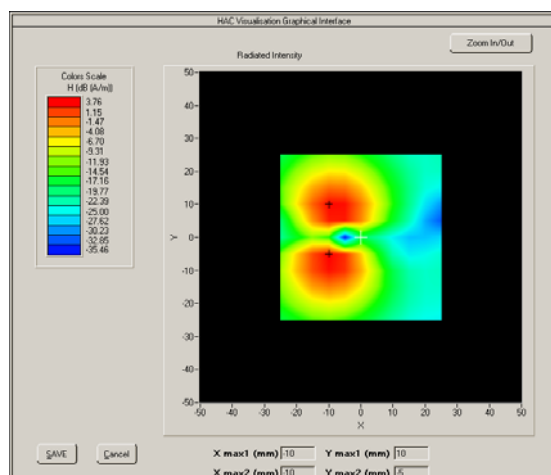 HAC Visualisation Graphical Interface
Zoom In/Out
Radiated Intensity
Colors Scale
H (dB (A/m))
3.76
1.15
-1.47
-4.08
-6.70
-9.31
-11.93
-14.54
-17.16
-19.77
-22.39
-25.00
-27.62
-30.23
-32.85
-35.46
Y
50-
40-
30-
20-
10-
0-
-10-
-20-
-30-
-40-
-50-
-50 -40 -30 -20 -10 0 10 20 30 40 50
X
SAVE Cancel
X max1 (mm) -10 Y max1 (mm) 10
X max2 (mm) -10 Y max2 (mm) -5